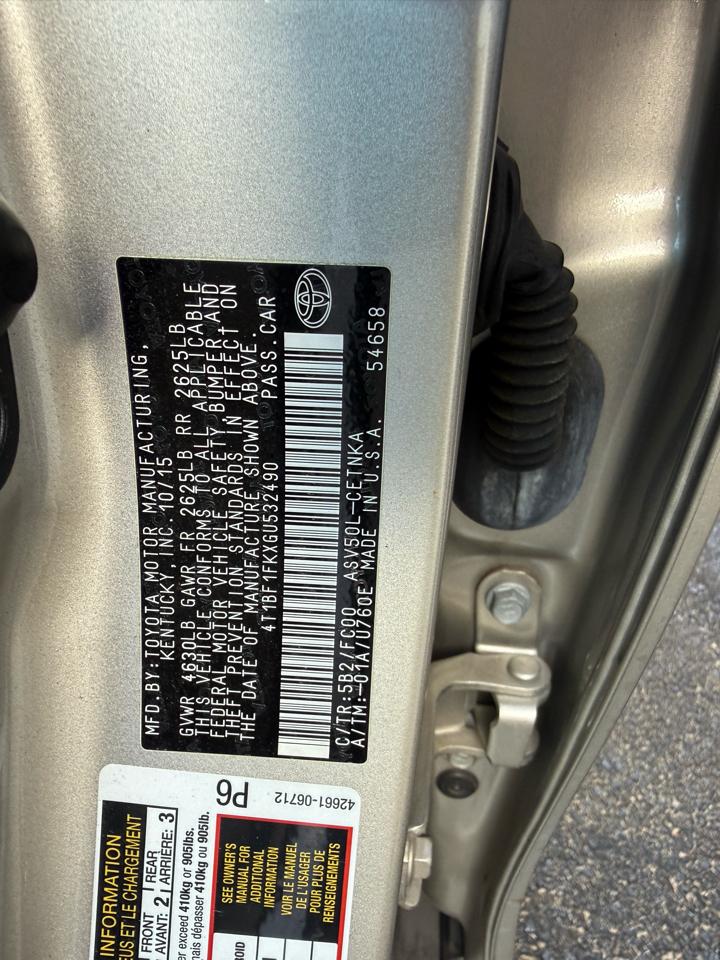 MFD. BY: TOYOTA MOTOR MANUFACTURING,
KENTUCKY, INC. 10/15
GVWR 4630LB GAWR FR 2625LB RR 2625LB
THIS VEHICLE CONFORMS TO ALL APPLICABLE
FEDERAL MOTOR VEHICLE SAFETY BUMPER AND
THEFT PREVENTION STANDARDS IN EFFECT ON
THE DATE OF MANUFACTURE SHOWN ABOVE.
4T1BF1FKXGU532490 PASS.CAR
C/TR:5B2/FC00 ASV50L-CETNKA
A/TM:-01A/U760E MADE IN U.S.A. 54658
P6
42661-06712
INFORMATION
EUS ET LE CHARGEMENT
FRONT REAR
AVANT: 2 ARRIÈRE: 3
er exceed 410kg or 905lbs.
mais dépasser 410kg ou 905lb.
SEE OWNER'S
MANUAL FOR
ADDITIONAL
INFORMATION
VOIR LE MANUEL
DE L'USAGER
POUR PLUS DE
RENSEIGNEMENTS